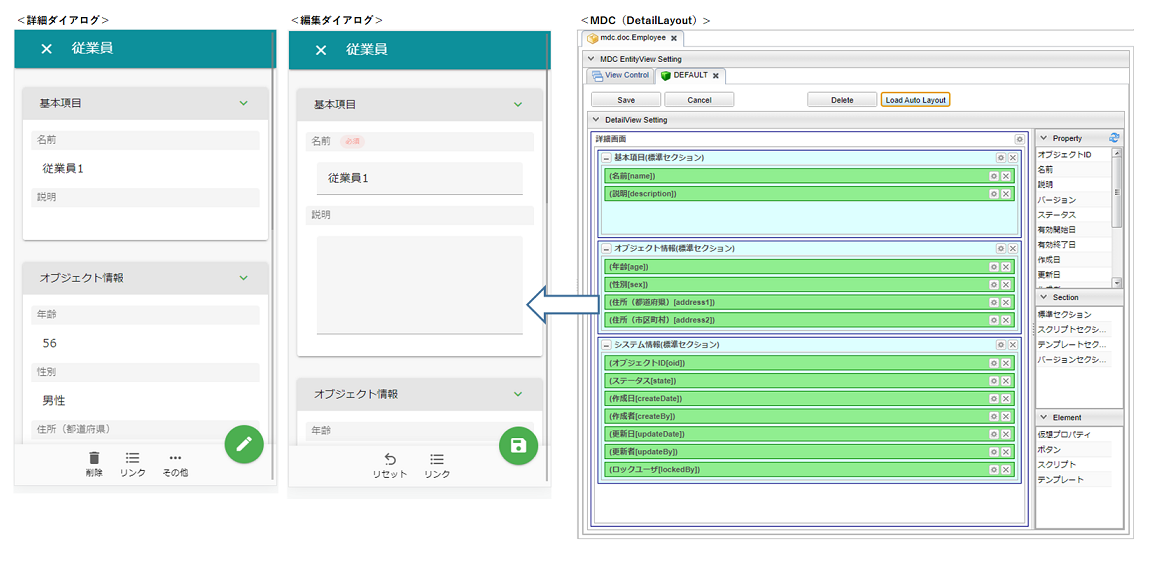 ＜詳細ダイアログ＞
従業員
基本項目
名前
従業員1
説明
オブジェクト情報
年齢
56
性別
男性
住所（都道府県）
削除
リンク
その他
＜編集ダイアログ＞
従業員
基本項目
名前 必須
従業員1
説明
オブジェクト情報
年齢
リセット
リンク
＜MDC（DetailLayout）＞
mdc.doc.Employee
MDC EntityView Setting
View Control
DEFAULT
Save
Cancel
Delete
Load Auto Layout
DetailView Setting
詳細画面
基本項目(標準セクション)
(名前[name])
(説明[description])
オブジェクト情報(標準セクション)
(年齢[age])
(性別[sex])
(住所（都道府県）[address1])
(住所（市区町村）[address2])
システム情報(標準セクション)
(オブジェクトID[oid])
(ステータス[state])
(作成日[createDate])
(作成者[createBy])
(更新日[updateDate])
(更新者[updateBy])
(ロックユーザ[lockedBy])
Property
オブジェクトID
名前
説明
バージョン
ステータス
有効開始日
有効終了日
作成日
更新日
Section
標準セクション
スクリプトセクシ...
テンプレートセク...
バージョンセクシ...
Element
仮想プロパティ
ボタン
スクリプト
テンプレート